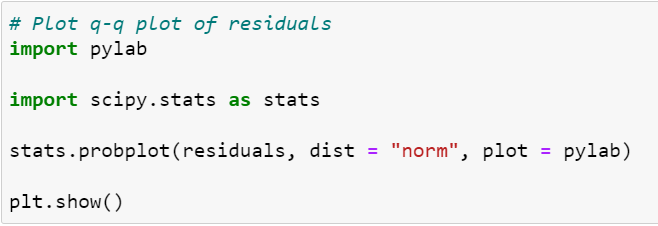 # Plot q-q plot of residuals
import pylab
import scipy.stats as stats
stats.probplot(residuals, dist = "norm", plot = pylab)
plt.show()